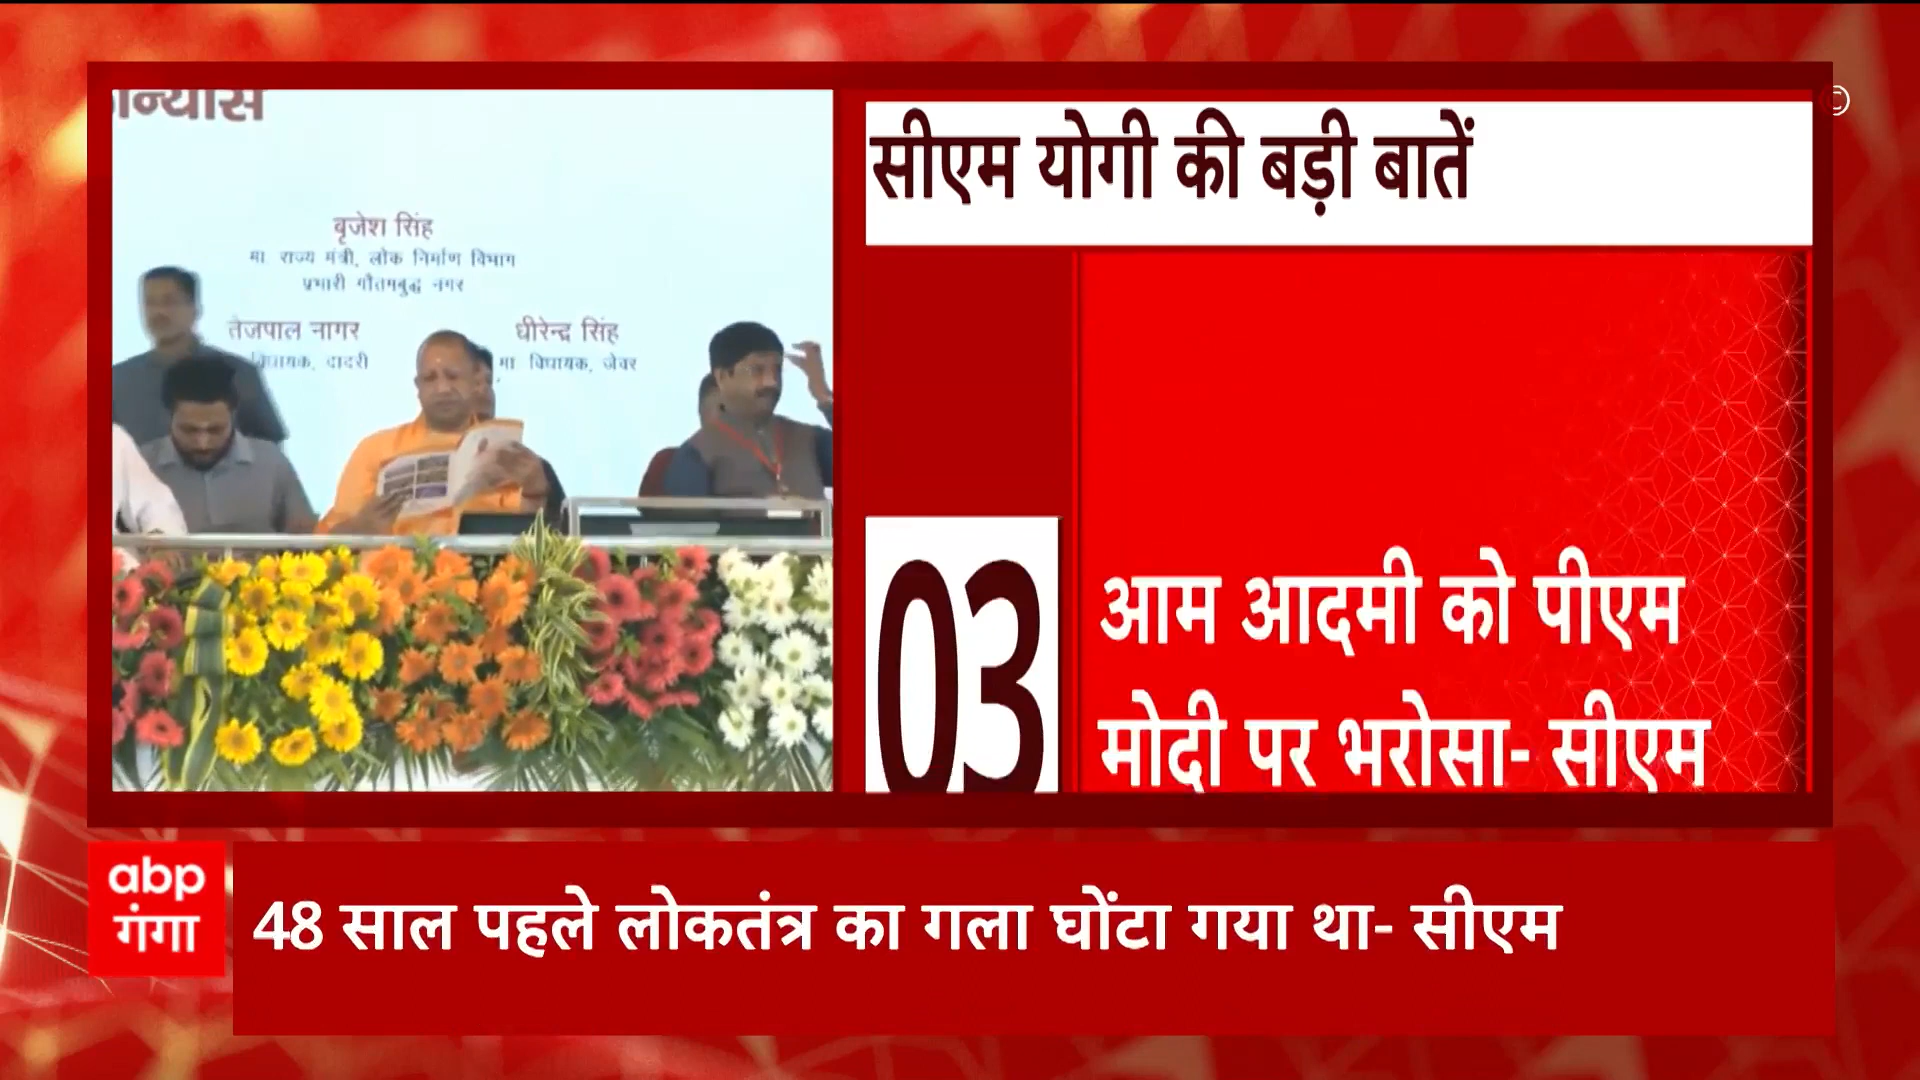 न्यास
बृजेश सिंह
मा. राज्य मंत्री, लोक निर्माण विभाग
प्रभारी गौतमबुद्ध नगर
तेजपाल नागर
विधायक, दादरी
धीरेन्द्र सिंह
मा. विधायक, जेवर
©
सीएम योगी की बड़ी बातें
03
आम आदमी को पीएम
मोदी पर भरोसा- सीएम
abp
गंगा
48 साल पहले लोकतंत्र का गला घोंटा गया था- सीएम